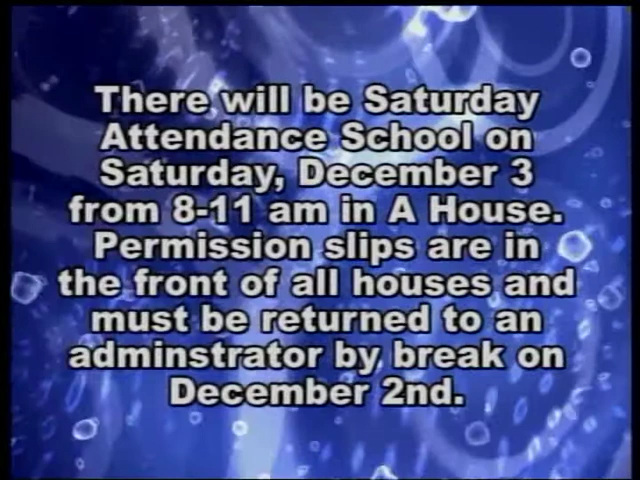 There will be Saturday
Attendance School on
Saturday, December 3
from 8-11 am in A House.
Permission slips are in
the front of all houses and
must be returned to an
adminstrator by break on
December 2nd.